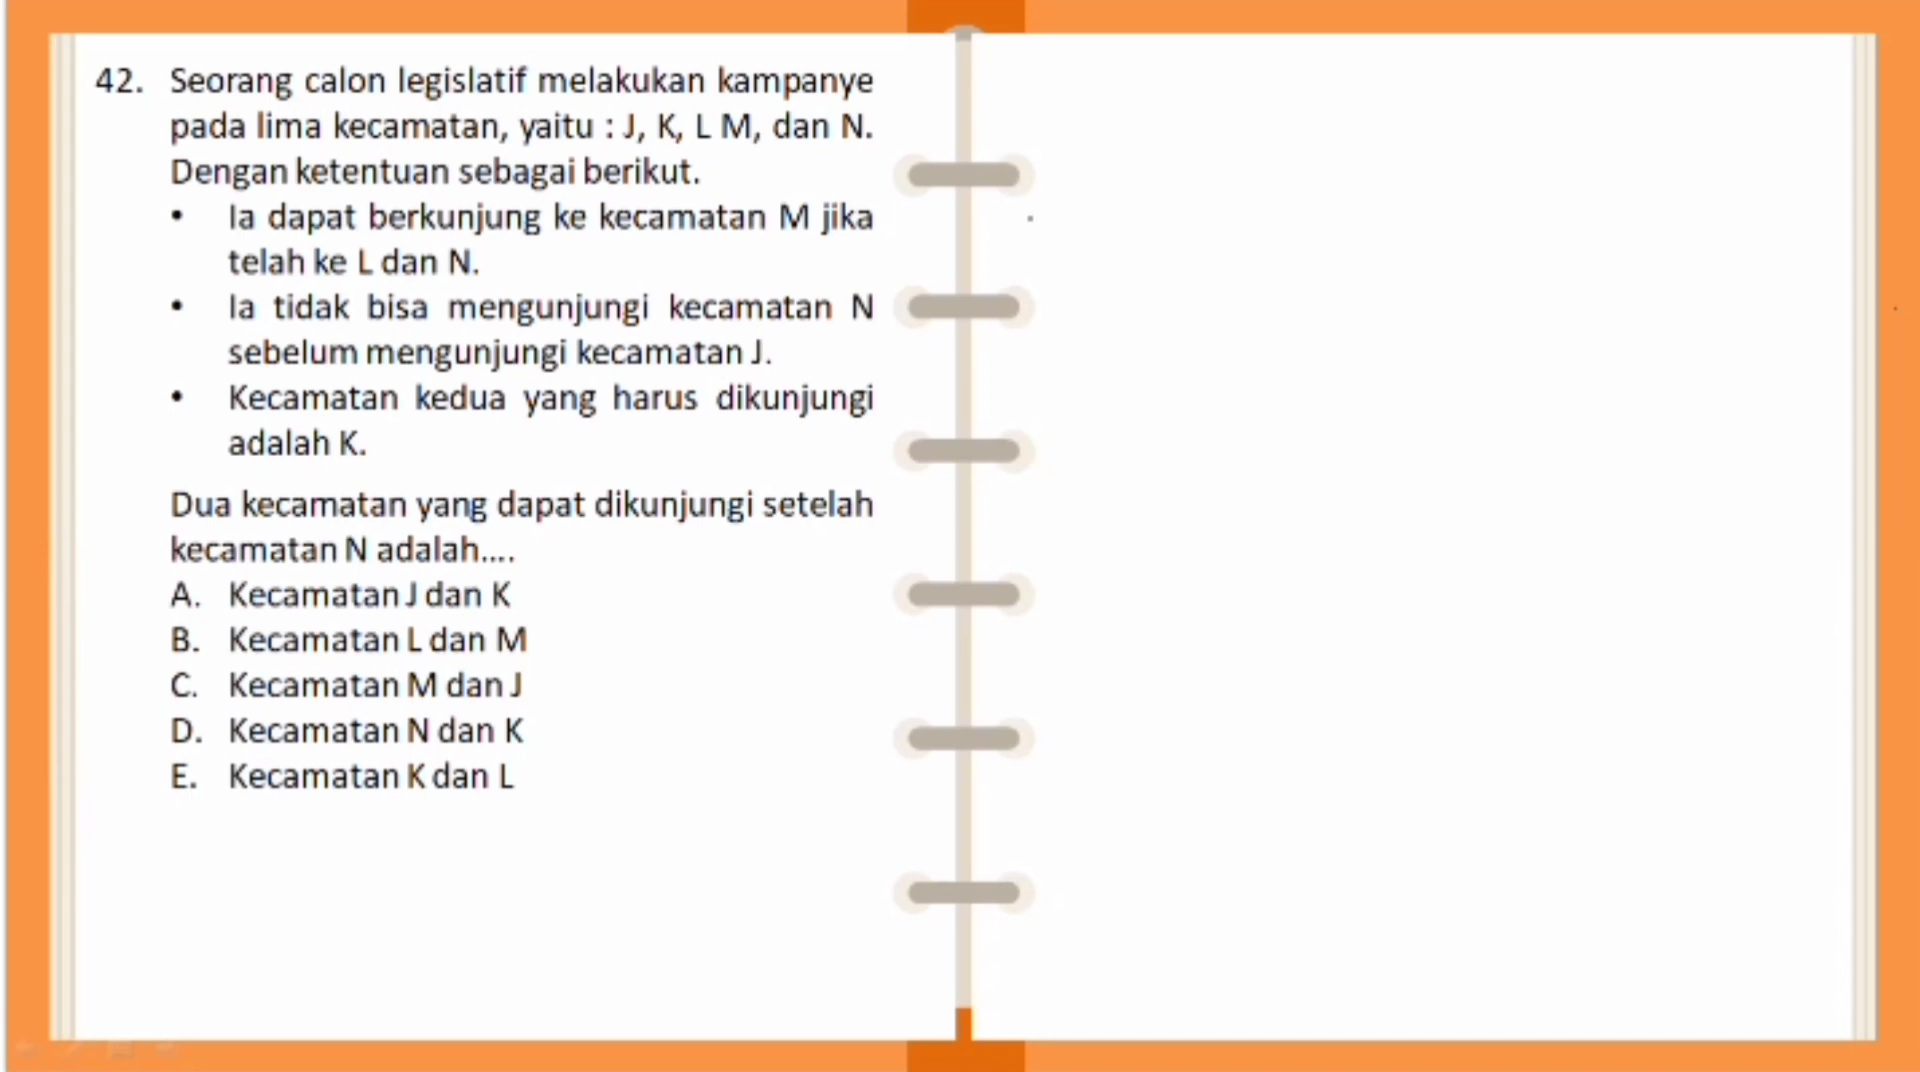 42. Seorang calon legislatif melakukan kampanye
pada lima kecamatan, yaitu : J, K, L M, dan N.
Dengan ketentuan sebagai berikut.
• Ia dapat berkunjung ke kecamatan M jika
telah ke L dan N.
• Ia tidak bisa mengunjungi kecamatan N
sebelum mengunjungi kecamatan J.
• Kecamatan kedua yang harus dikunjungi
adalah K.
Dua kecamatan yang dapat dikunjungi setelah
kecamatan N adalah....
A. Kecamatan J dan K
B. Kecamatan L dan M
C. Kecamatan M dan J
D. Kecamatan N dan K
E. Kecamatan K dan L